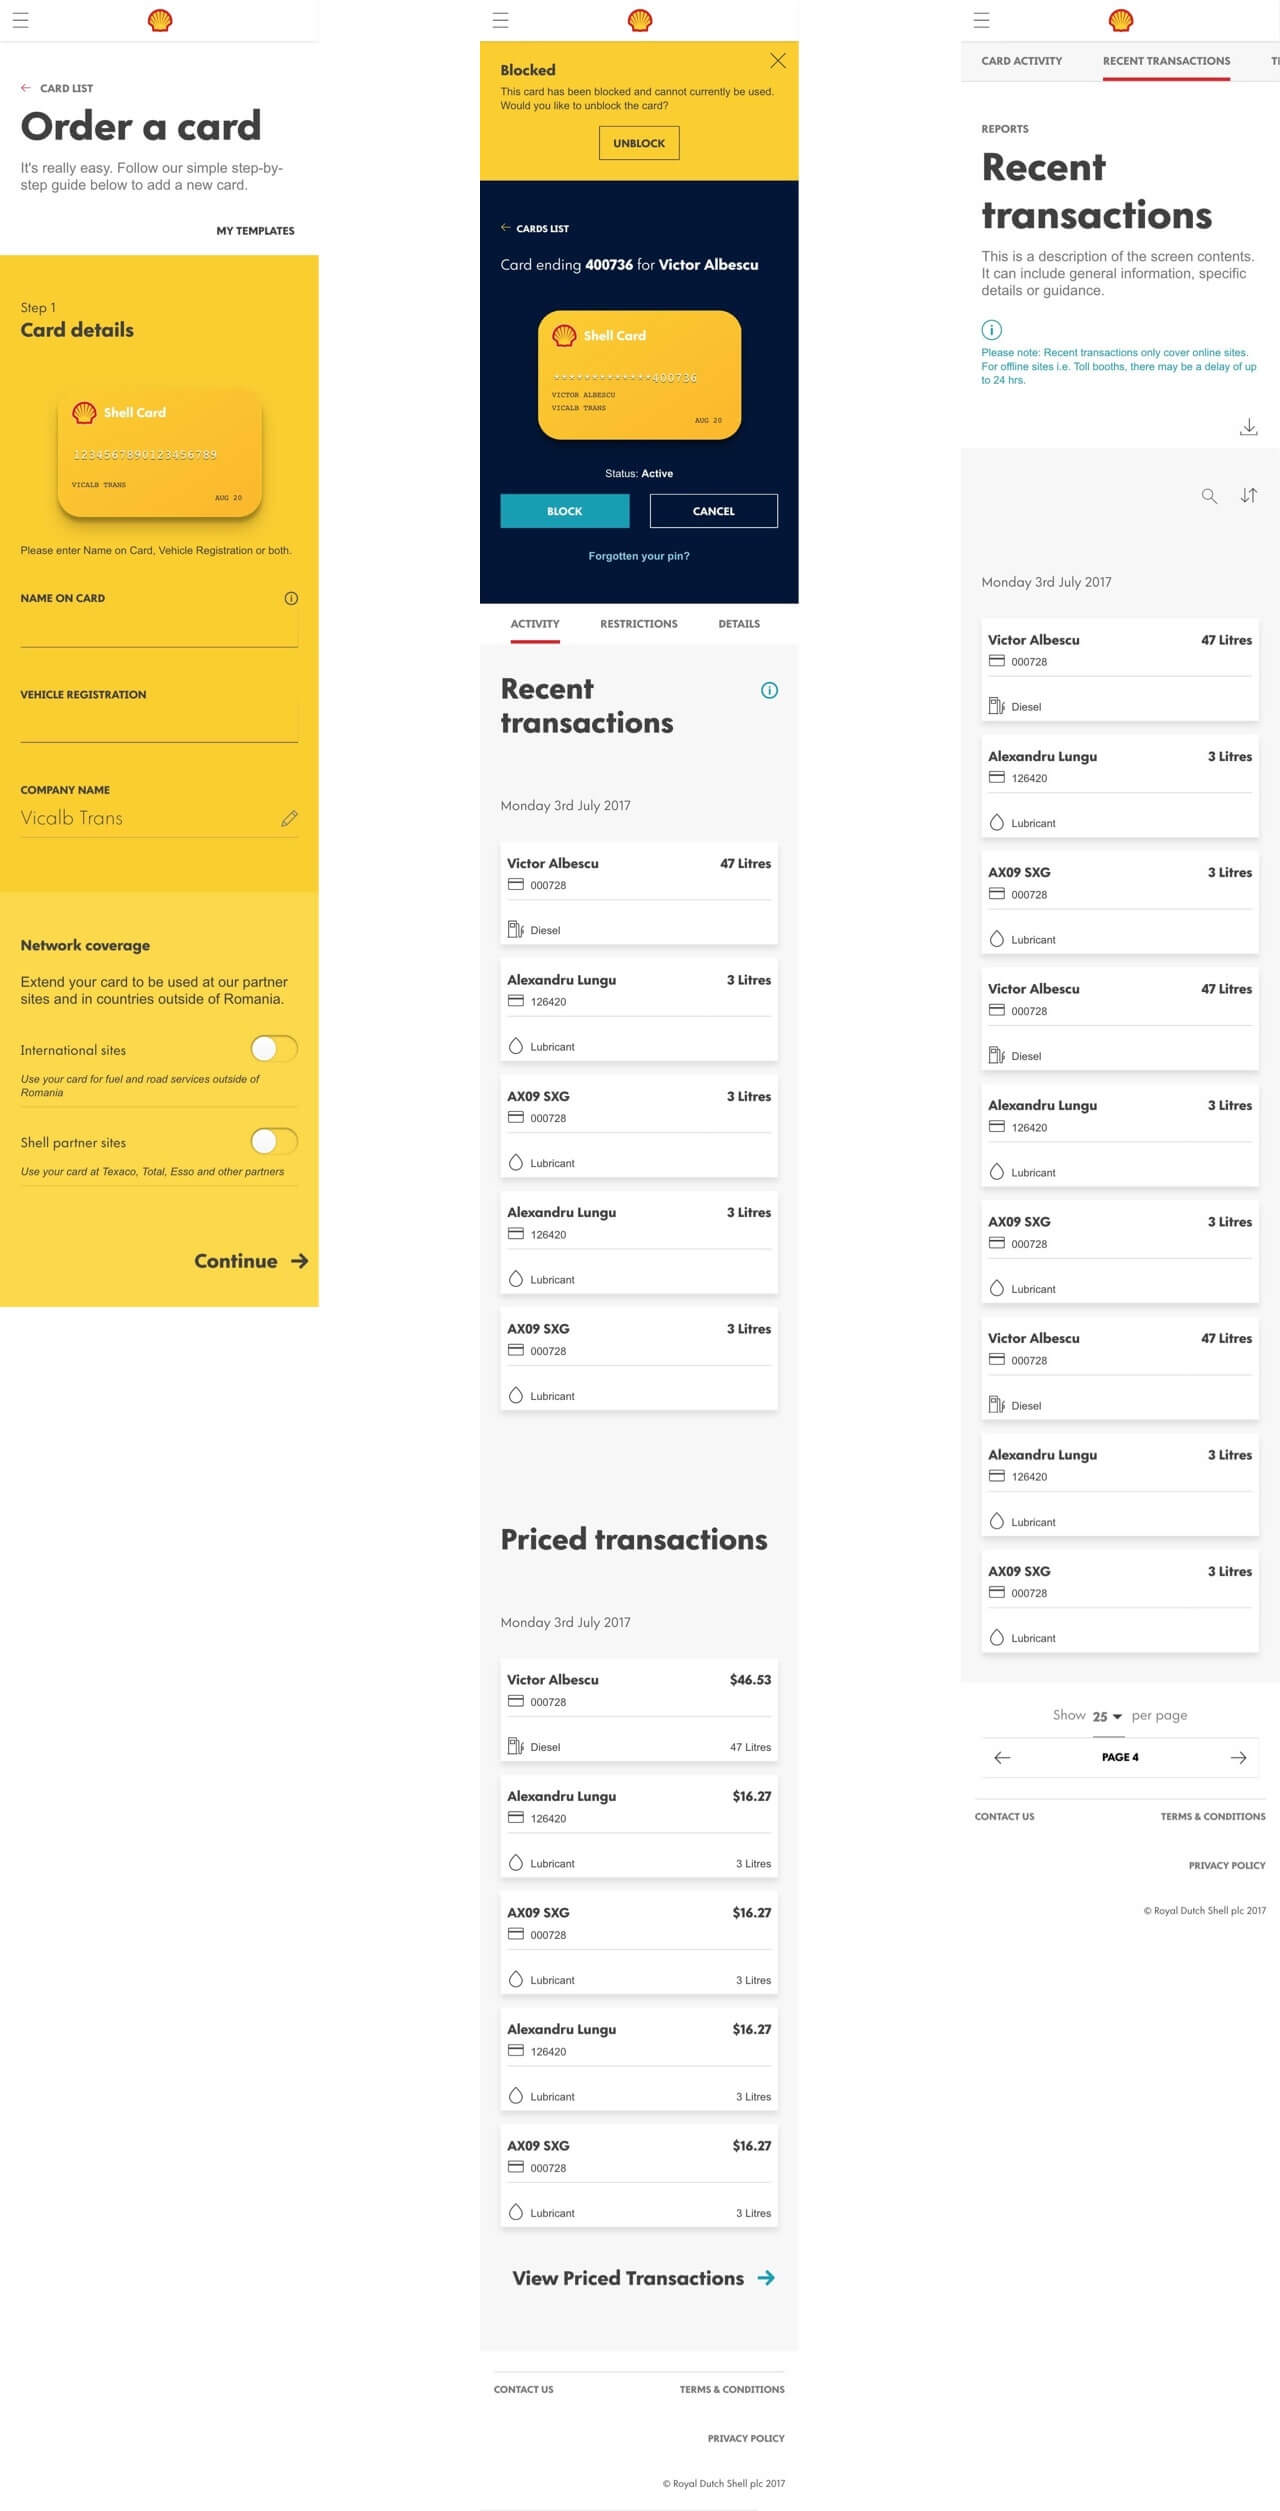 CARD LIST
Order a card
It's really easy. Follow our simple step-by-
step guide below to add a new card.
MY TEMPLATES
Step 1
Card details
Shell Card
1234567890123456789
VICALB TRANS
AUG 20
Please enter Name on Card, Vehicle Registration or both.
NAME ON CARD
VEHICLE REGISTRATION
COMPANY NAME
Vicalb Trans
Network coverage
Extend your card to be used at our partner
sites and in countries outside of Romania.
International sites
Use your card for fuel and road services outside of
Romania
Shell partner sites
Use your card at Texaco, Total, Esso and other partners
Continue
Blocked
This card has been blocked and cannot currently be used.
Would you like to unblock the card?
UNBLOCK
CARDS LIST
Card ending 400736 for Victor Albescu
Shell Card
*************400736
VICTOR ALBESCU
VICALB TRANS
AUG 20
Status: Active
BLOCK CANCEL
Forgotten your pin?
ACTIVITY RESTRICTIONS DETAILS
Recent
transactions
Monday 3rd July 2017
Victor Albescu 47 Litres
000728
Diesel
Alexandru Lungu 3 Litres
126420
Lubricant
AX09 SXG 3 Litres
000728
Lubricant
Alexandru Lungu 3 Litres
126420
Lubricant
AX09 SXG 3 Litres
000728
Lubricant
Priced transactions
Monday 3rd July 2017
Victor Albescu $46.53
000728
Diesel 47 Litres
Alexandru Lungu $16.27
126420
Lubricant 3 Litres
AX09 SXG $16.27
000728
Lubricant 3 Litres
Alexandru Lungu $16.27
126420
Lubricant 3 Litres
AX09 SXG $16.27
000728
Lubricant 3 Litres
View Priced Transactions
CONTACT US TERMS & CONDITIONS
PRIVACY POLICY
© Royal Dutch Shell plc 2017
CARD ACTIVITY RECENT TRANSACTIONS
REPORTS
Recent
transactions
This is a description of the screen contents.
It can include general information, specific
details or guidance.
Please note: Recent transactions only cover online sites.
For offline sites i.e. Toll booths, there may be a delay of up
to 24 hrs.
Monday 3rd July 2017
Victor Albescu 47 Litres
000728
Diesel
Alexandru Lungu 3 Litres
126420
Lubricant
AX09 SXG 3 Litres
000728
Lubricant
Victor Albescu 47 Litres
000728
Diesel
Alexandru Lungu 3 Litres
126420
Lubricant
AX09 SXG 3 Litres
000728
Lubricant
Victor Albescu 47 Litres
000728
Diesel
Alexandru Lungu 3 Litres
126420
Lubricant
AX09 SXG 3 Litres
000728
Lubricant
Show 25 per page
PAGE 4
CONTACT US TERMS & CONDITIONS
PRIVACY POLICY
© Royal Dutch Shell plc 2017